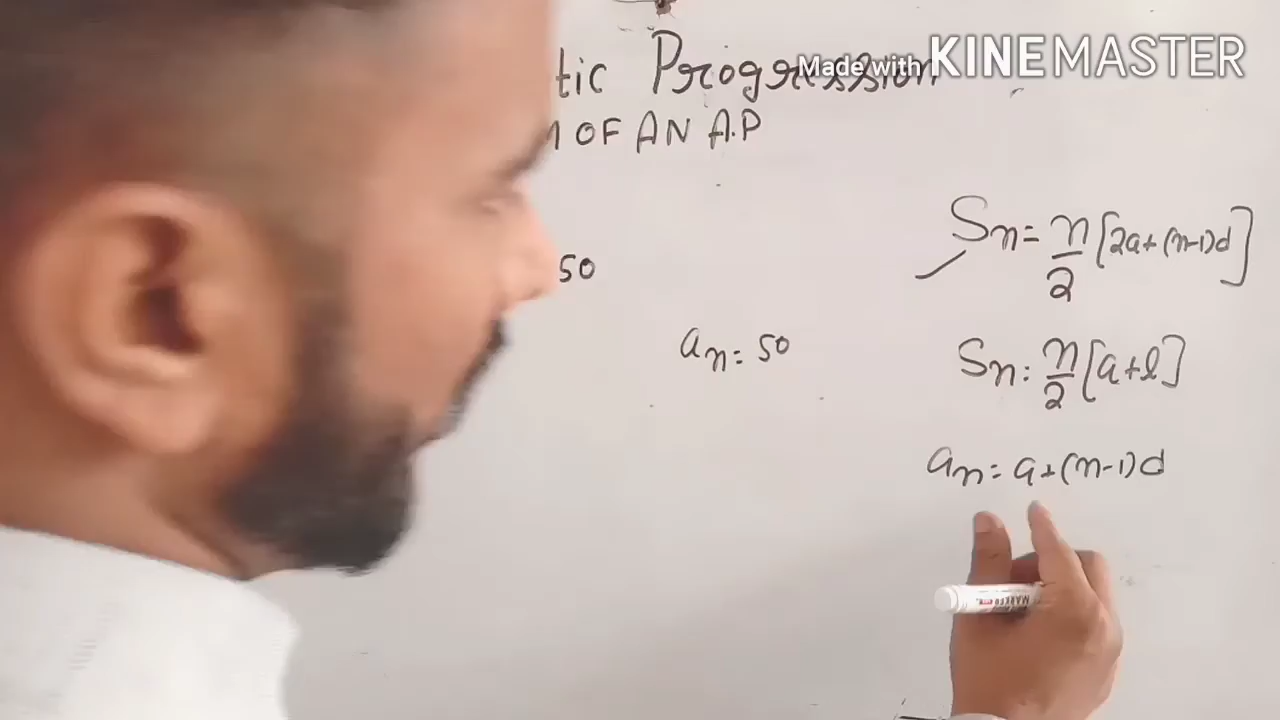 tic Progression
Made with KINEMASTER
OF AN A.P
Sn = n/2 [2a+(n-1)d]
50
an = 50
Sn : n/2 [a+l]
an = a+(n-1)d